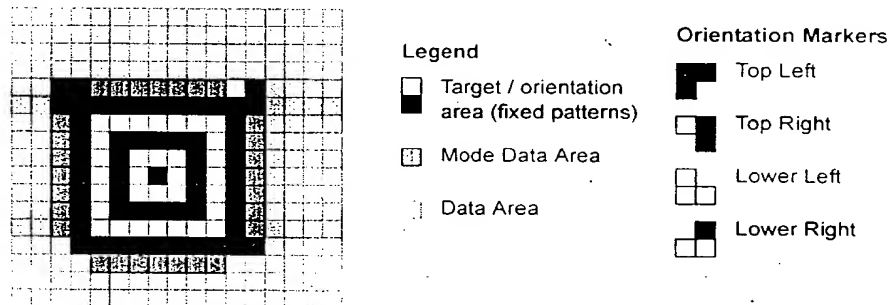 Legend
Target / orientation
area (fixed patterns)
Mode Data Area
Data Area
Orientation Markers
Top Left
Top Right
Lower Left
Lower Right